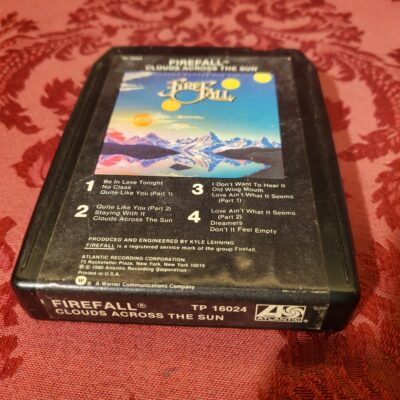 FIREFALL®
CLOUDS ACROSS THE SUN
FIREFALL
1 Be In Love Tonight
No Class
Quite Like You (Part 1)
2 Quite Like You (Part 2)
Staying With It
Clouds Across The Sun
3 I Don't Want To Hear It
Old Wing Mouth
Love Ain't What It Seems
(Part 1)
4 Love Ain't What It Seems
(Part 2)
Dreamers
Don't It Feel Empty
PRODUCED AND ENGINEERED BY KYLE LEHNING
FIREFALL is a registered service mark of the group Firefall.
ATLANTIC RECORDING CORPORATION
75 Rockefeller Plaza, New York, New York 10019
℗ © 1980 Atlantic Recording Corporation
Printed in U.S.A.
A Warner Communications Company
FIREFALL® TP 16024
CLOUDS ACROSS THE SUN
ATLANTIC